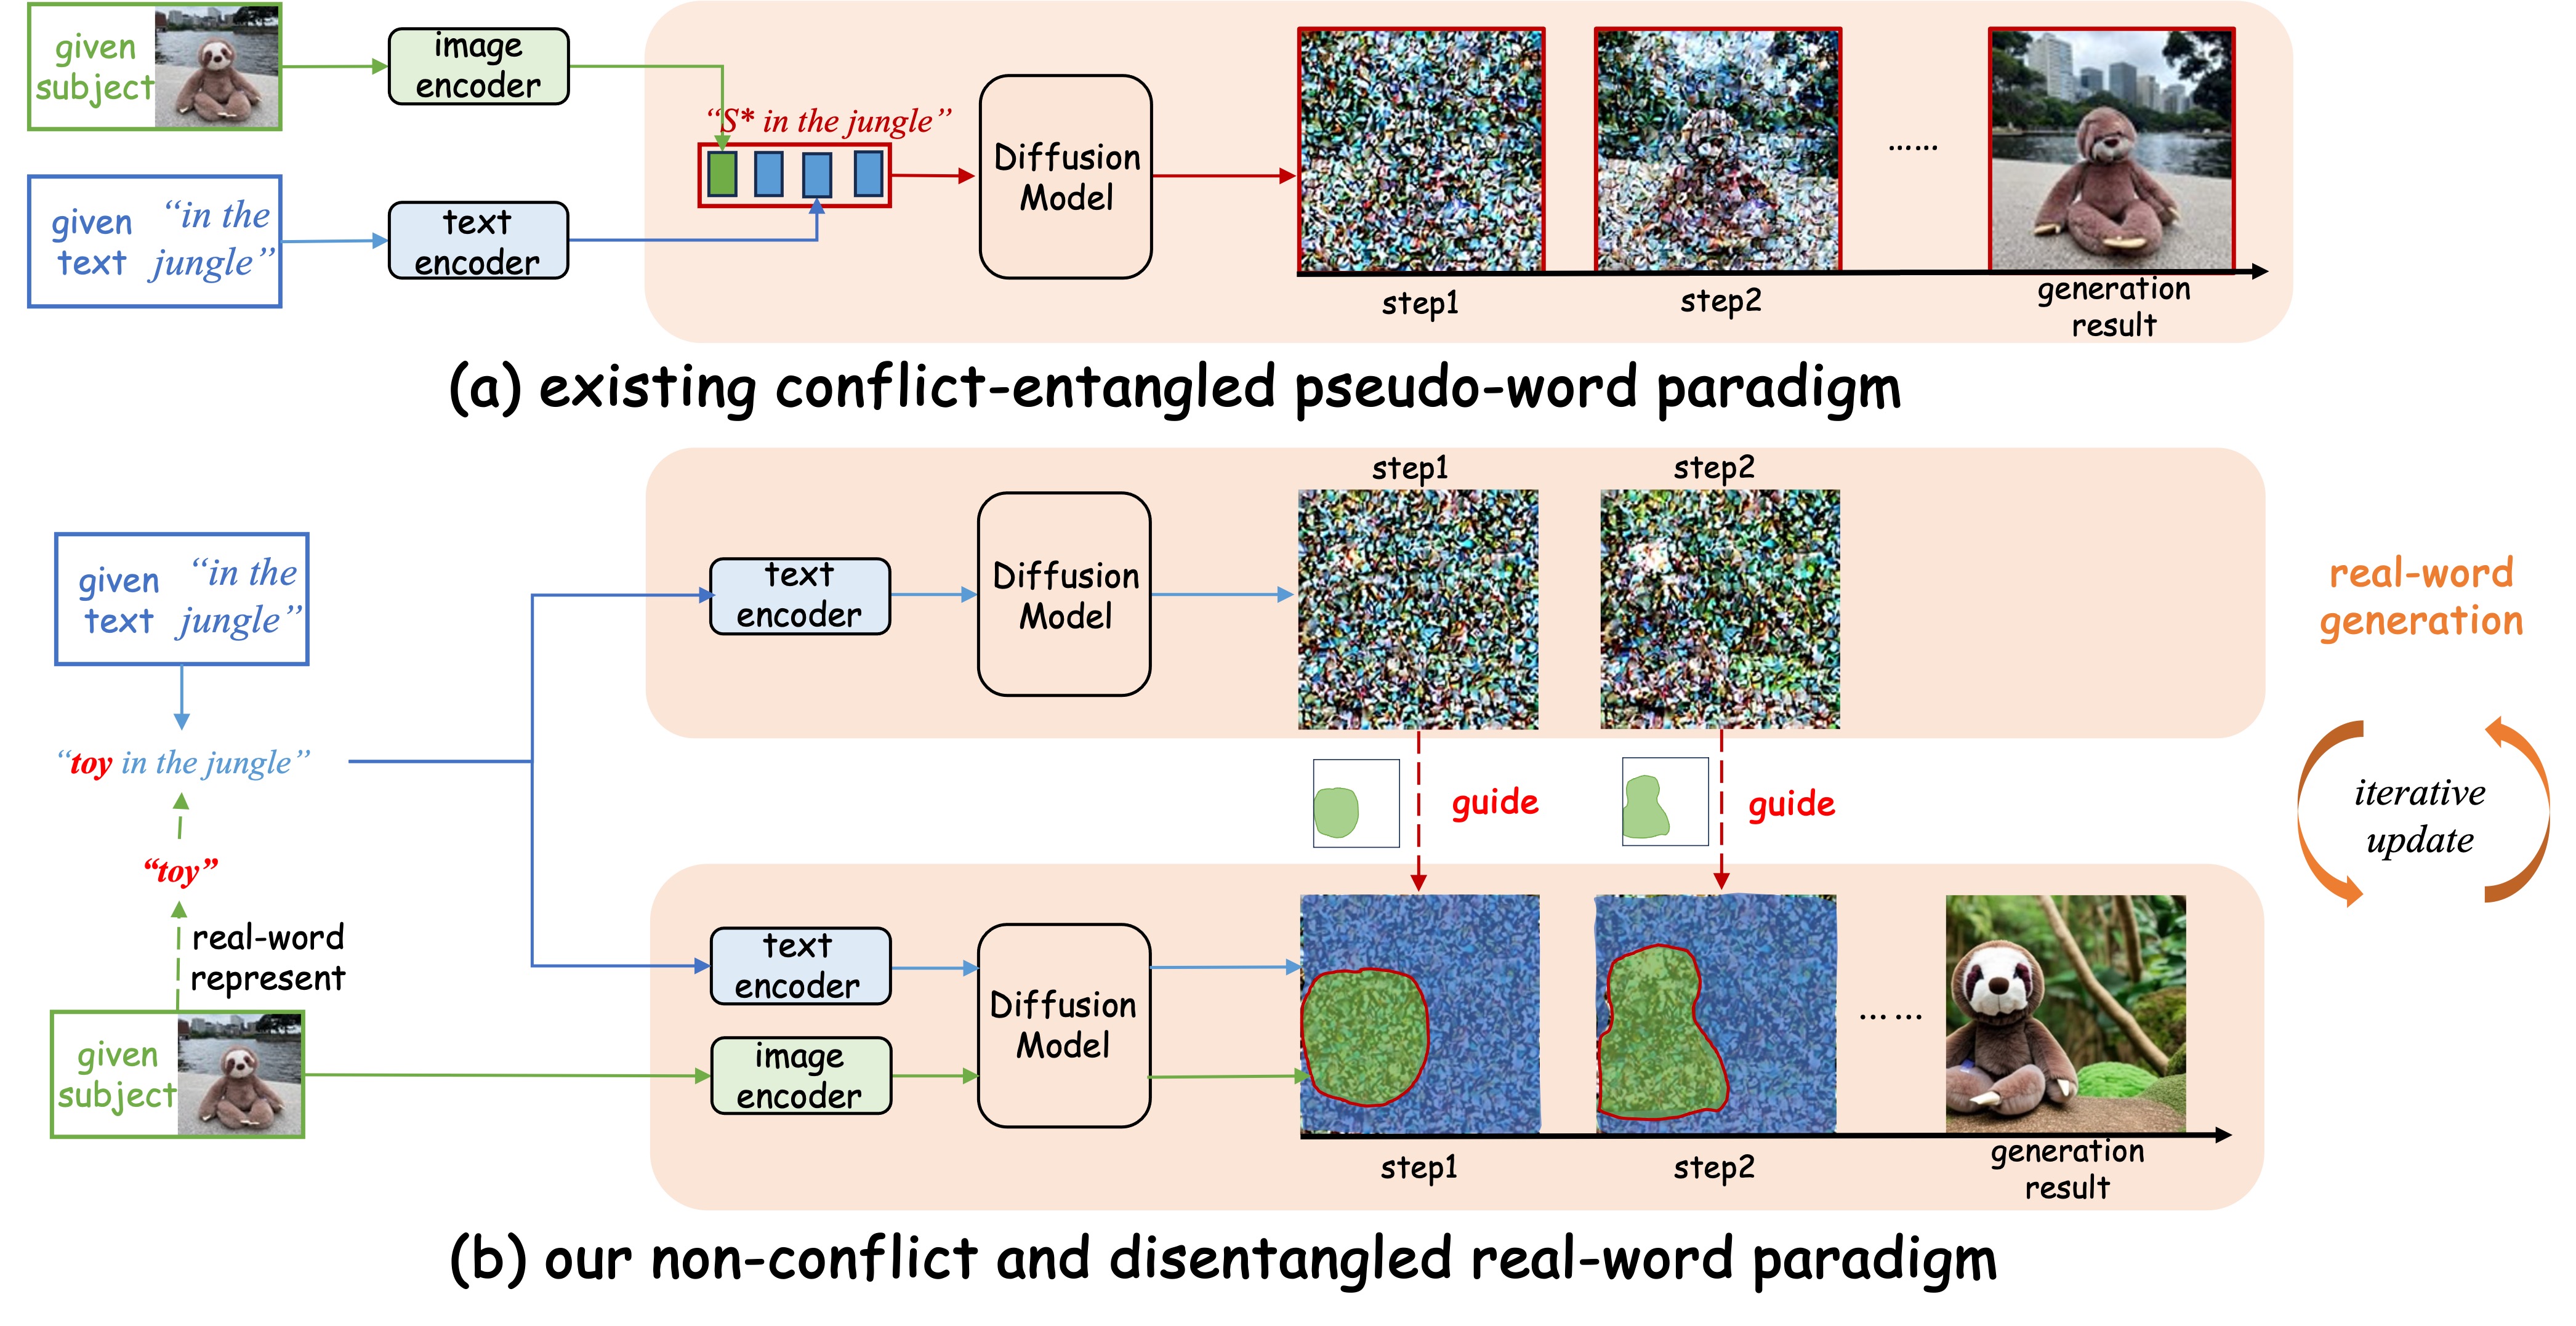 given
subject
image
encoder
“S* in the jungle”
Diffusion
Model
......
given
text
“in the
jungle”
text
encoder
step1
step2
generation
result
(a) existing conflict-entangled pseudo-word paradigm
step1
step2
given
text
“in the
jungle”
text
encoder
Diffusion
Model
real-word
generation
“toy in the jungle”
guide
guide
iterative
update
“toy”
real-word
represent
text
encoder
given
subject
image
encoder
Diffusion
Model
... ...
step1
step2
generation
result
(b) our non-conflict and disentangled real-word paradigm